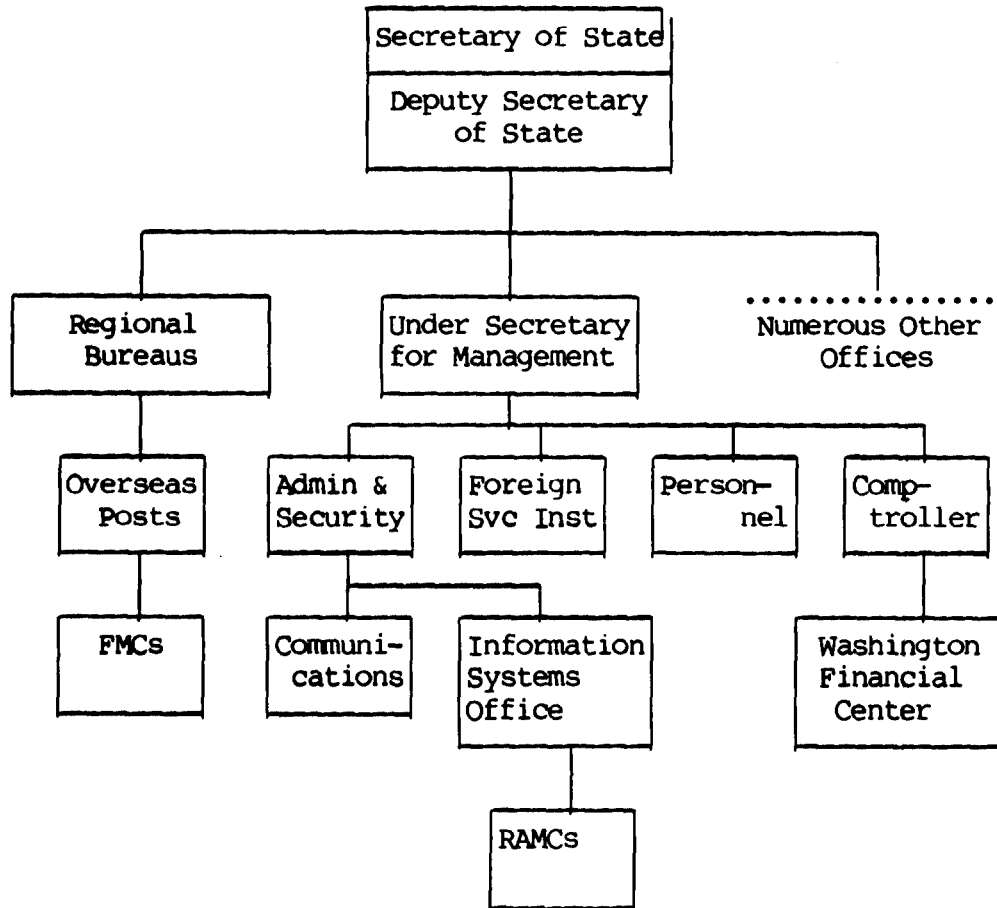 Secretary of State
Deputy Secretary
of State
Regional
Bureaus
Under Secretary
for Management
Numerous Other
Offices
Overseas
Posts
Admin &
Security
Foreign
Svc Inst
Person-
nel
Comp-
troller
FMCs
Communi-
cations
Information
Systems
Office
Washington
Financial
Center
RAMCs